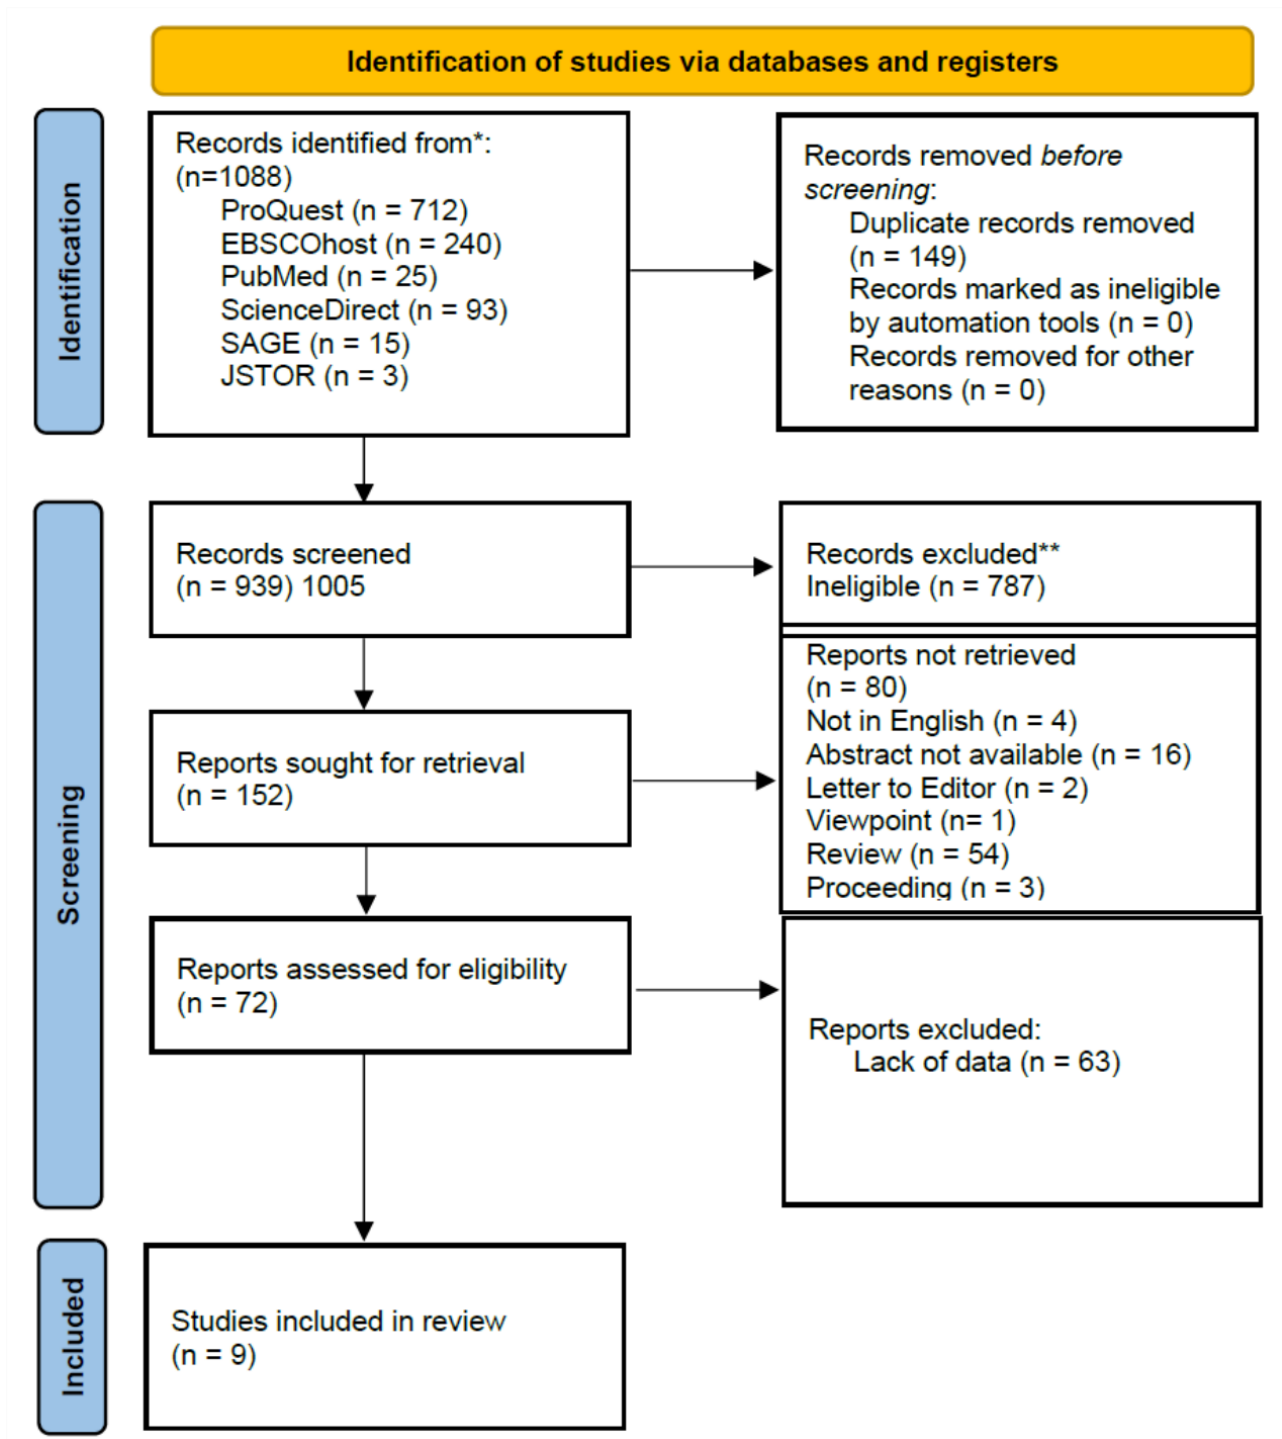 Identification of studies via databases and registers
Identification
Records identified from*:
(n=1088)
ProQuest (n = 712)
EBSCOhost (n = 240)
PubMed (n = 25)
ScienceDirect (n = 93)
SAGE (n = 15)
JSTOR (n = 3)
Records removed before
screening:
Duplicate records removed
(n = 149)
Records marked as ineligible
by automation tools (n = 0)
Records removed for other
reasons (n = 0)
Screening
Records screened
(n = 939) 1005
Records excluded**
Ineligible (n = 787)
Reports sought for retrieval
(n = 152)
Reports not retrieved
(n = 80)
Not in English (n = 4)
Abstract not available (n = 16)
Letter to Editor (n = 2)
Viewpoint (n= 1)
Review (n = 54)
Proceeding (n = 3)
Reports assessed for eligibility
(n = 72)
Reports excluded:
Lack of data (n = 63)
Included
Studies included in review
(n = 9)